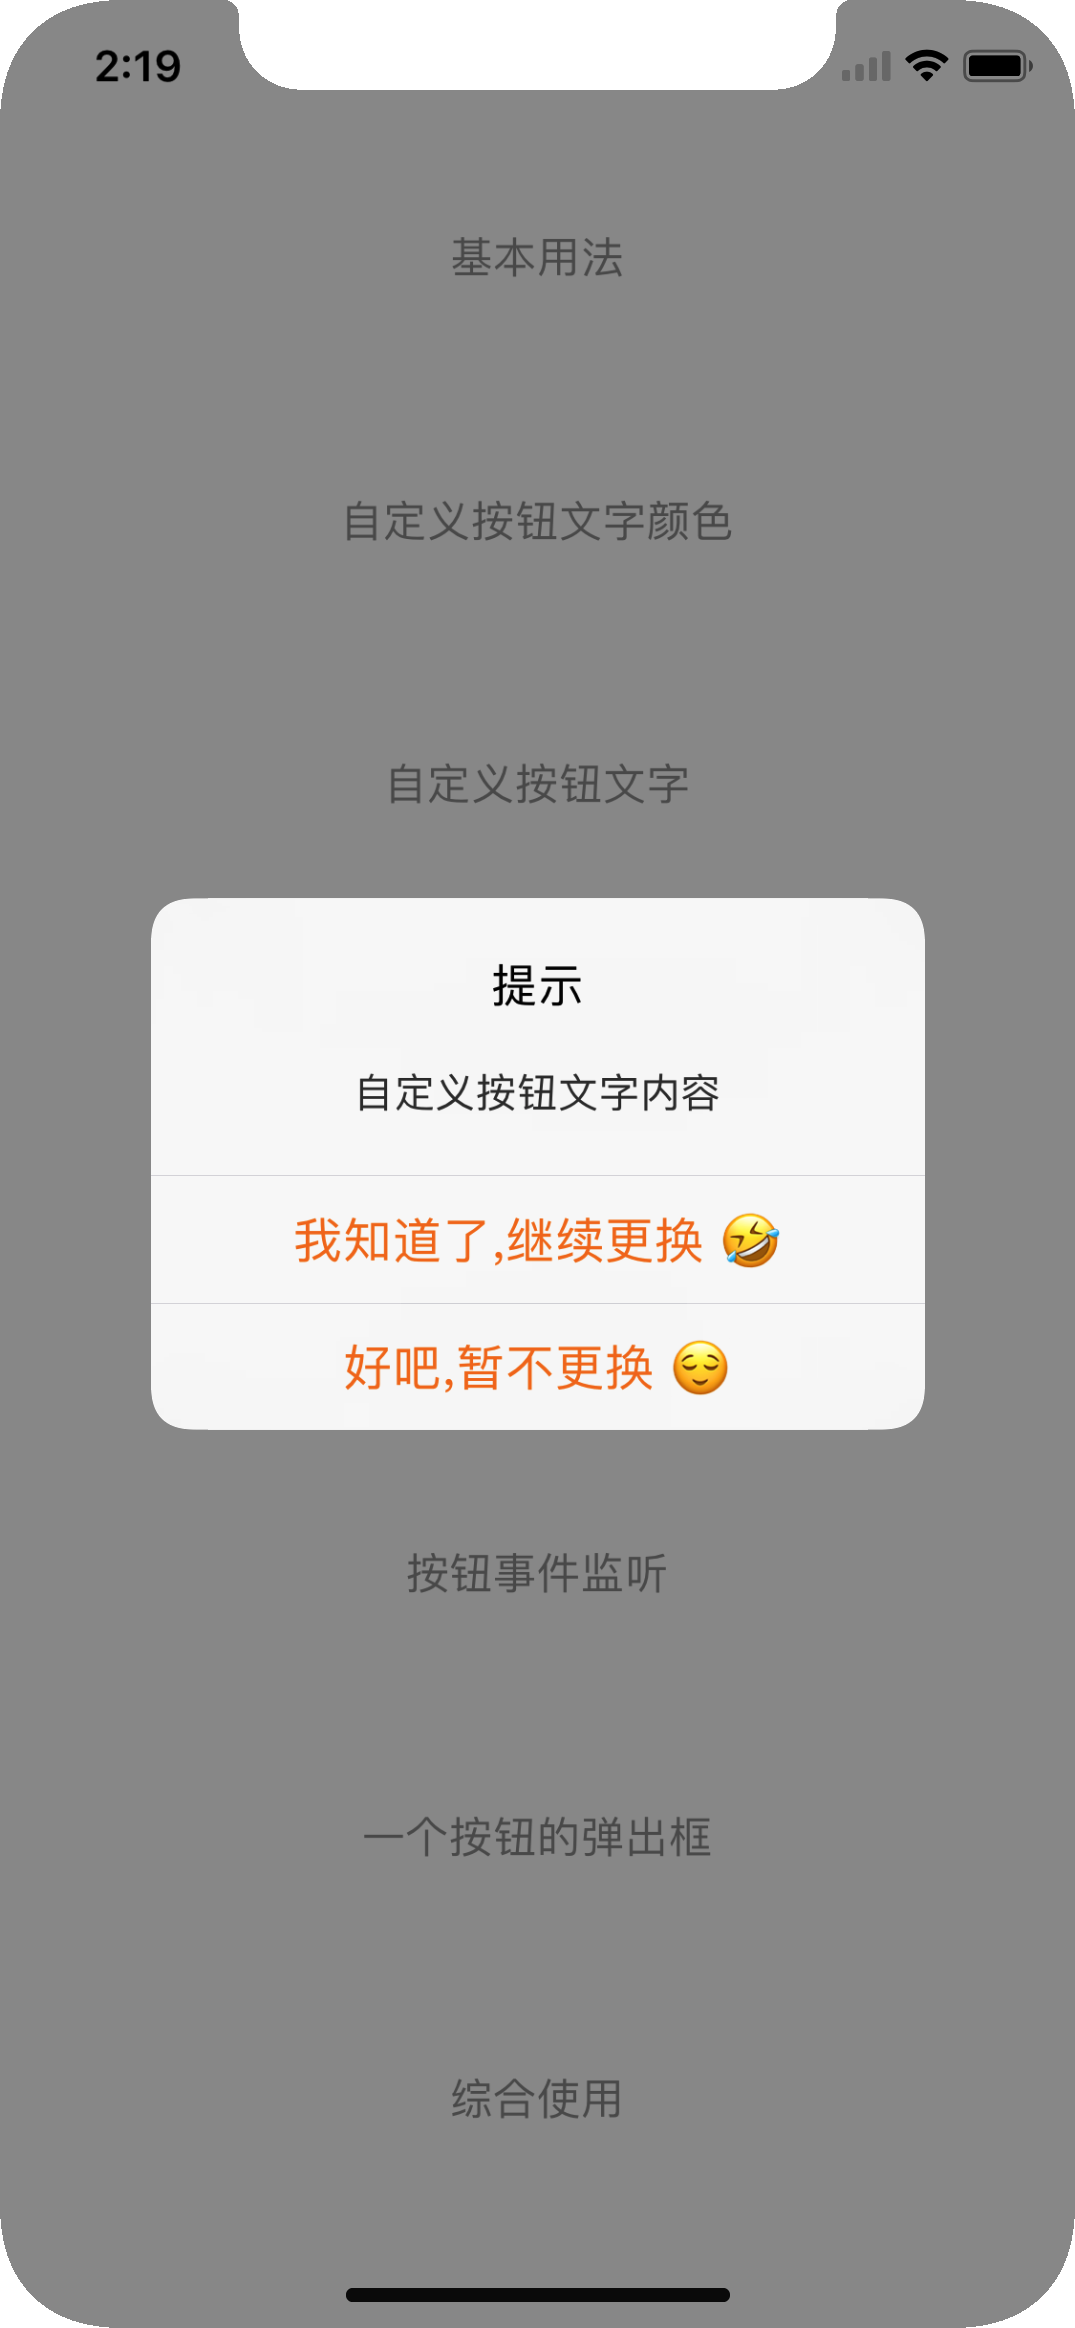 2:19
基本用法
自定义按钮文字颜色
自定义按钮文字
提示
自定义按钮文字内容
我知道了,继续更换 🤣
好吧,暂不更换 😌
按钮事件监听
一个按钮的弹出框
综合使用